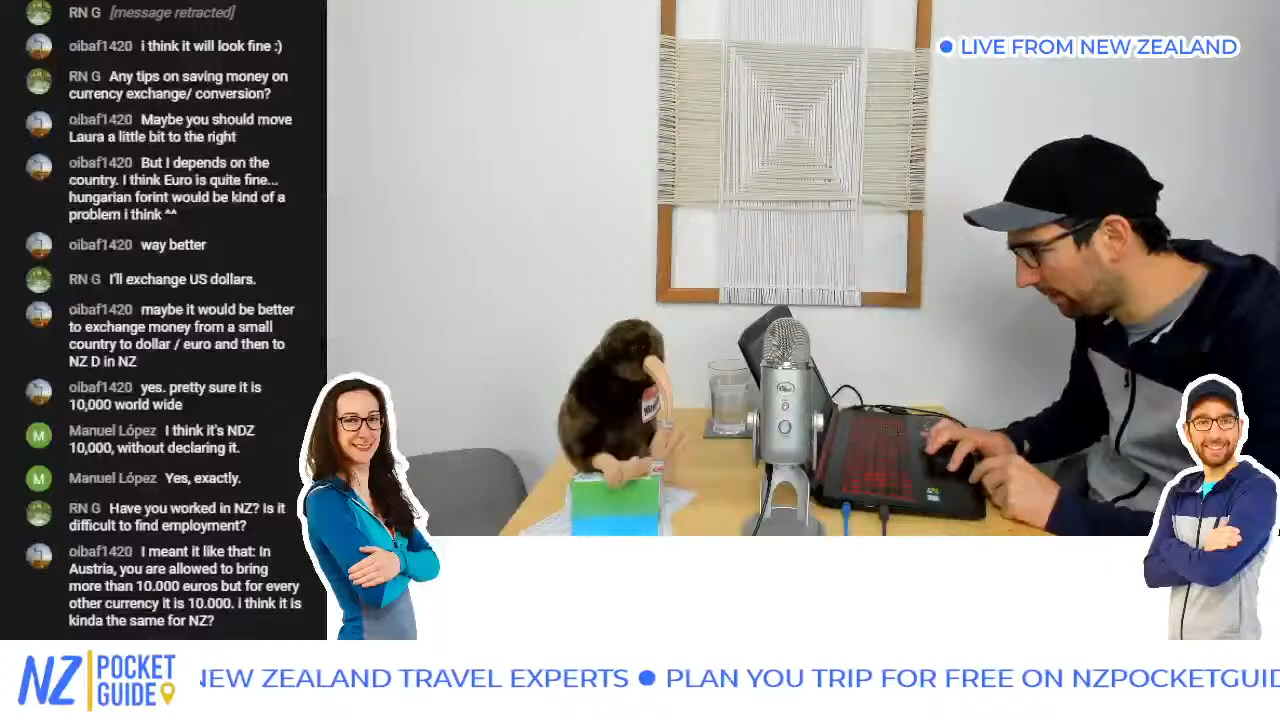 RN G [message retracted]
oibaf1420 i think it will look fine :)
RN G Any tips on saving money on
currency exchange/ conversion?
oibaf1420 Maybe you should move
Laura a little bit to the right
oibaf1420 But I depends on the
country. I think Euro is quite fine...
hungarian forint would be kind of a
problem i think ^^
oibaf1420 way better
RN G I'll exchange US dollars.
oibaf1420 maybe it would be better
to exchange money from a small
country to dollar / euro and then to
NZ D in NZ
oibaf1420 yes. pretty sure it is
10,000 world wide
M Manuel López I think it's NDZ
10,000, without declaring it.
M Manuel López Yes, exactly.
RN G Have you worked in NZ? Is it
difficult to find employment?
oibaf1420 I meant it like that: In
Austria, you are allowed to bring
more than 10.000 euros but for every
other currency it is 10.000. i think it is
kinda the same for NZ?
LIVE FROM NEW ZEALAND
NZ POCKET
GUIDE
NEW ZEALAND TRAVEL EXPERTS ● PLAN YOU TRIP FOR FREE ON NZPOCKETGUID